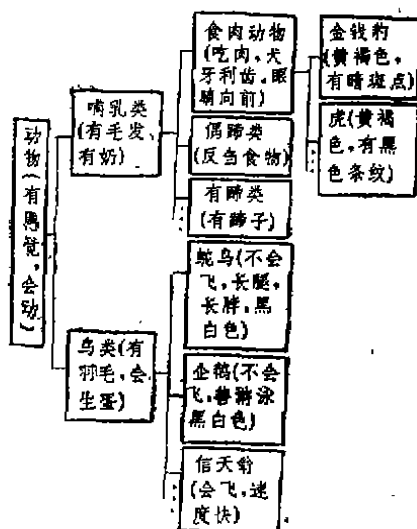 动物(有感觉,会动)
哺乳类
(有毛发、
有奶)
食肉动物
(吃肉,犬
牙利齿,眼
睛向前)
金钱豹
(黄褐色,
有暗斑点)
虎(黄褐
色,有黑
色条纹)
偶蹄类
(反刍食物)
有蹄类
(有蹄子)
鸟类(有
羽毛,会
生蛋)
鸵鸟(不会
飞,长腿,
长脖,黑
白色)
企鹅(不会
飞,善游泳
黑白色)
信天翁
(会飞,速
度快)